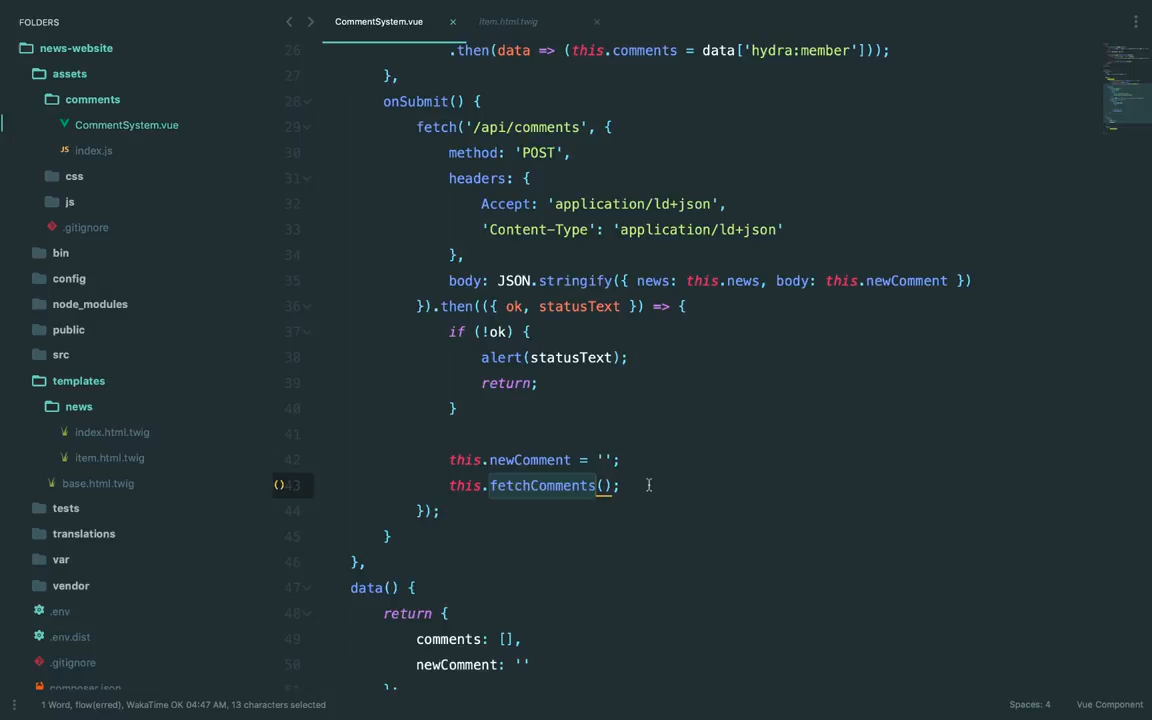 FOLDERS
news-website
assets
comments
CommentSystem.vue
JS index.js
css
js
.gitignore
bin
config
node_modules
public
src
templates
news
index.html.twig
item.html.twig
base.html.twig
tests
translations
var
vendor
.env
.env.dist
.gitignore
composer.json
CommentSystem.vue × item.html.twig ×
26 .then(data => (this.comments = data['hydra:member']));
27 },
28 onSubmit() {
29 fetch('/api/comments', {
30 method: 'POST',
31 headers: {
32 Accept: 'application/ld+json',
33 'Content-Type': 'application/ld+json'
34 },
35 body: JSON.stringify({ news: this.news, body: this.newComment })
36 }).then(({ ok, statusText }) => {
37 if (!ok) {
38 alert(statusText);
39 return;
40 }
41
42 this.newComment = '';
43 this.fetchComments();
44 });
45 }
46 },
47 data() {
48 return {
49 comments: [],
50 newComment: ''
};
1 Word, flow(erred), WakaTime OK 04:47 AM, 13 characters selected
Spaces: 4 Vue Component